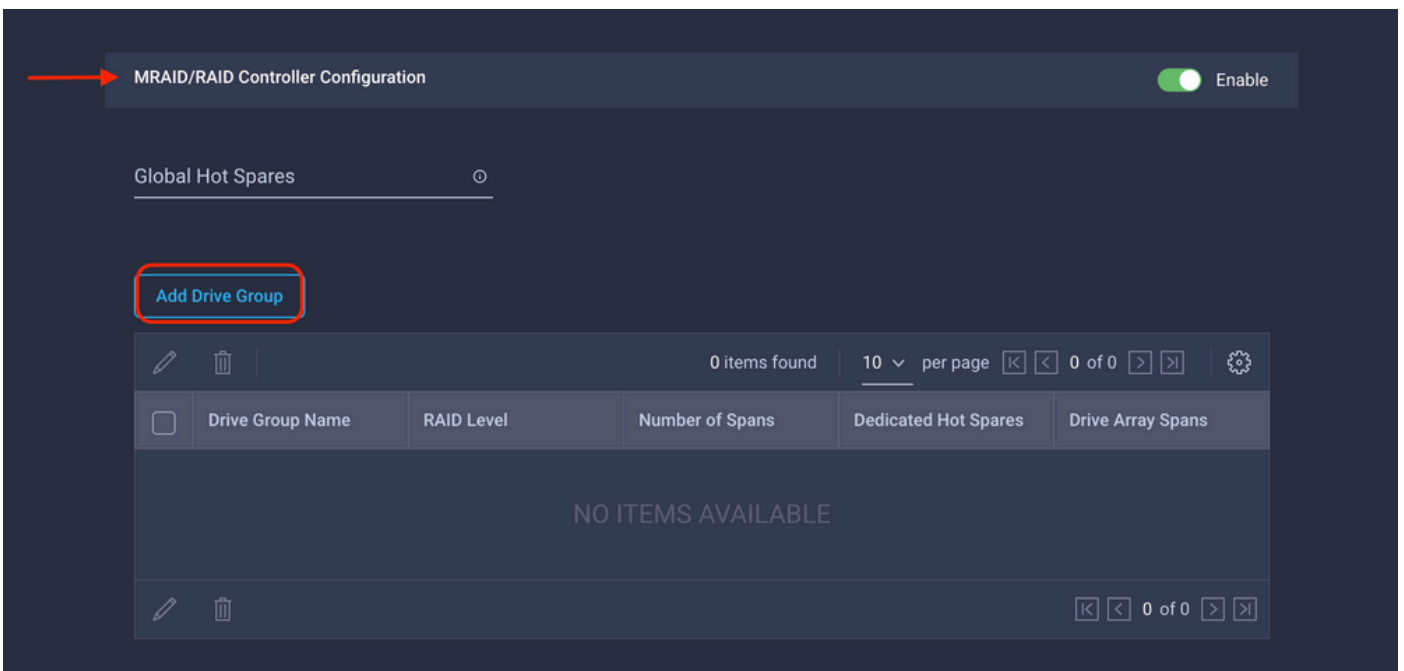 MRAID/RAID Controller Configuration Enable
Global Hot Spares
Add Drive Group
0 items found 10 per page 0 of 0
Drive Group Name RAID Level Number of Spans Dedicated Hot Spares Drive Array Spans
NO ITEMS AVAILABLE
0 of 0